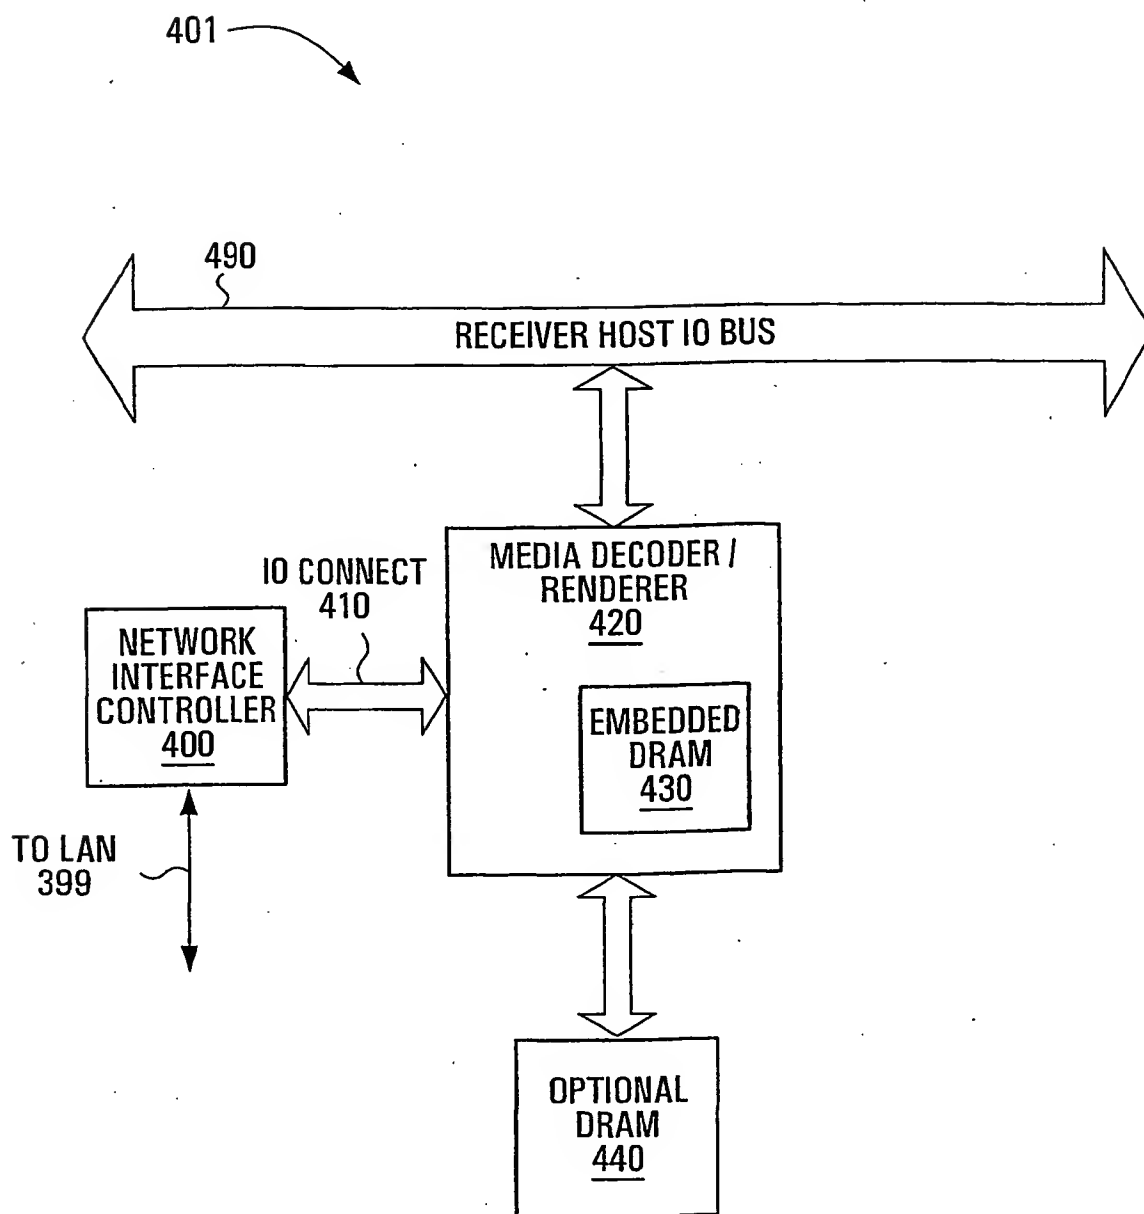 401
490
RECEIVER HOST IO BUS
MEDIA DECODER /
RENDERER
420
IO CONNECT
410
NETWORK
INTERFACE
CONTROLLER
400
EMBEDDED
DRAM
430
TO LAN
399
OPTIONAL
DRAM
440